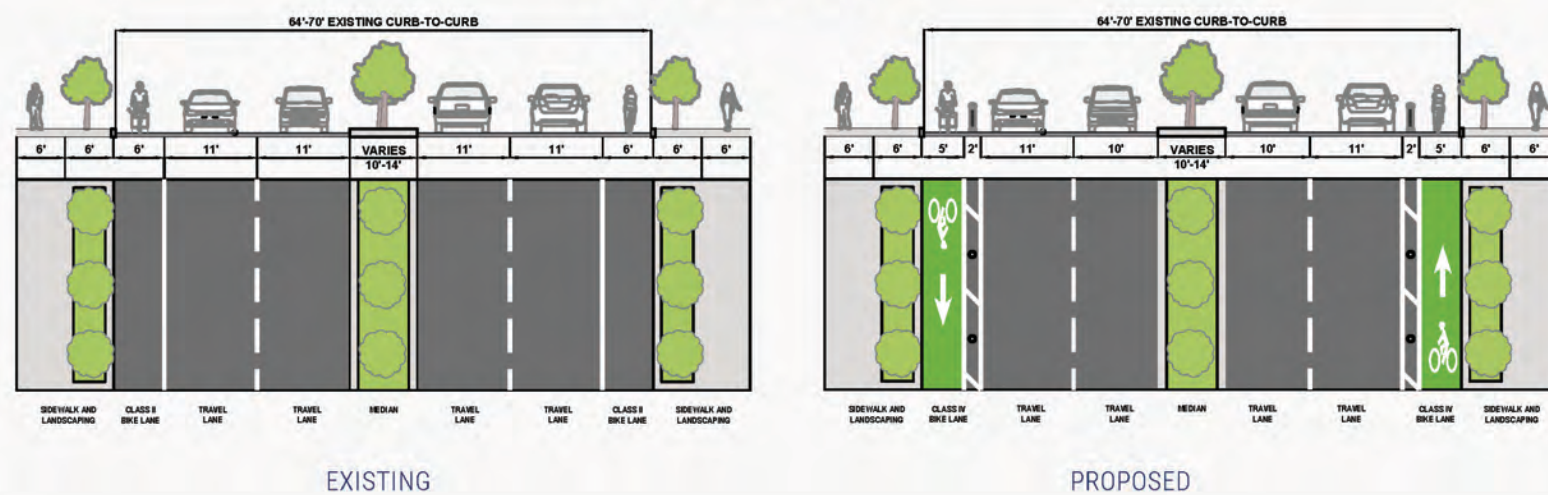 64'-70' EXISTING CURB-TO-CURB
6' 6' 6' 11' 11' VARIES 11' 11' 6' 6' 6'
10'-14'
SIDEWALK AND LANDSCAPING
CLASS II BIKE LANE
TRAVEL LANE
TRAVEL LANE
MEDIAN
TRAVEL LANE
TRAVEL LANE
CLASS II BIKE LANE
SIDEWALK AND LANDSCAPING
EXISTING
64'-70' EXISTING CURB-TO-CURB
6' 6' 5' 2' 11' 10' VARIES 10' 11' 2' 5' 6' 6'
10'-14'
SIDEWALK AND LANDSCAPING
CLASS IV BIKE LANE
TRAVEL LANE
TRAVEL LANE
MEDIAN
TRAVEL LANE
TRAVEL LANE
CLASS IV BIKE LANE
SIDEWALK AND LANDSCAPING
PROPOSED